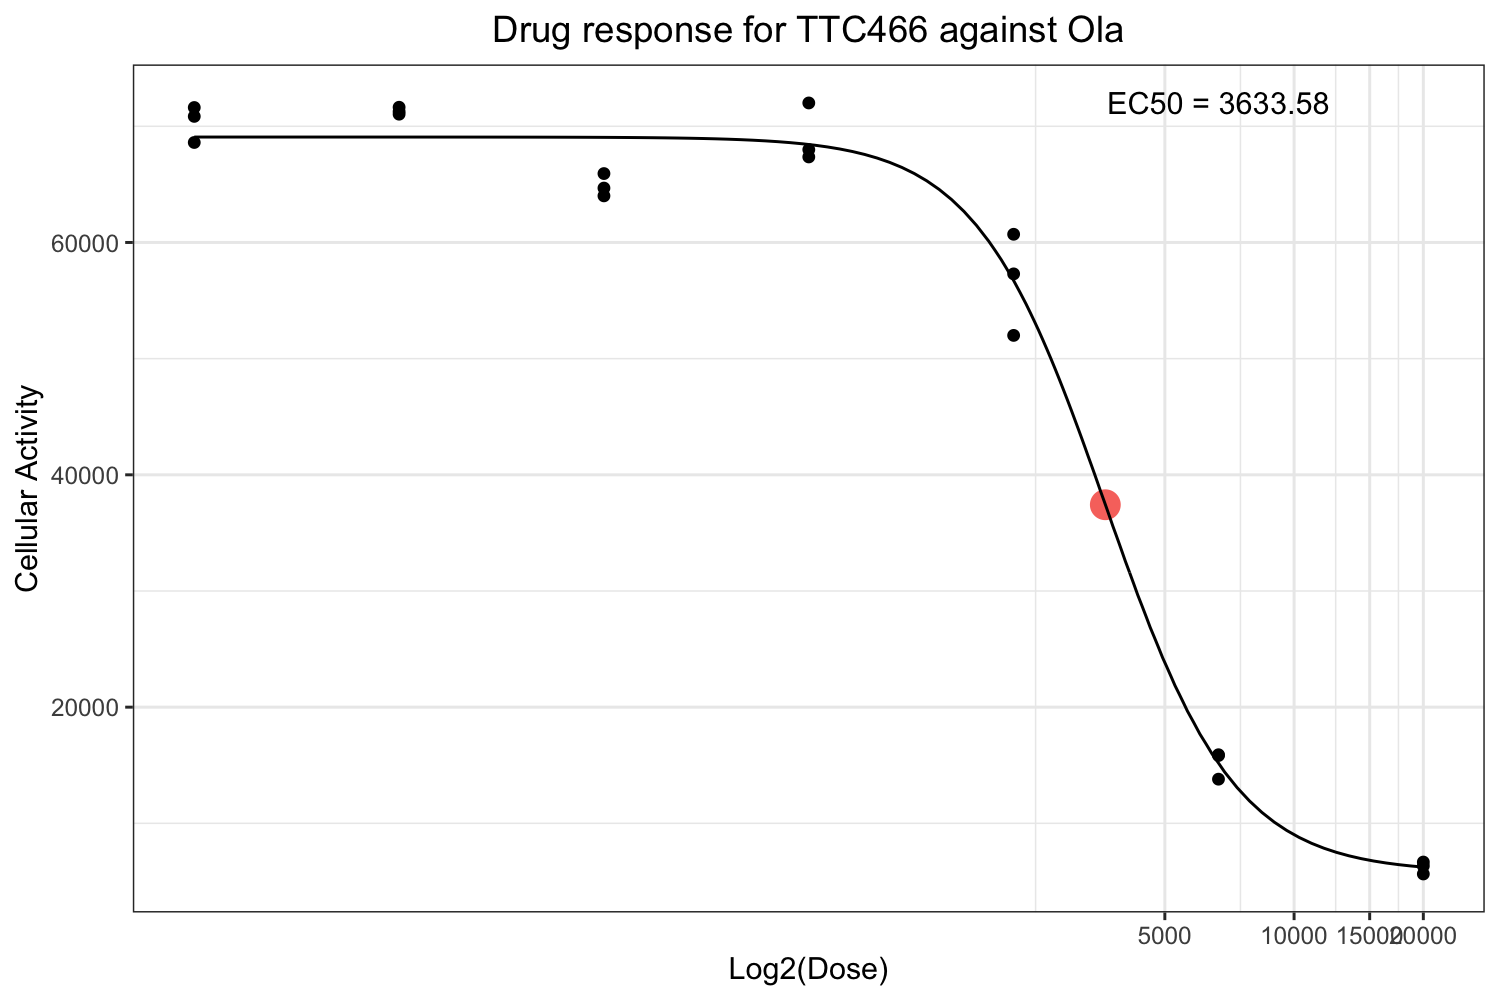 Drug response for TTC466 against Ola
EC50 = 3633.58
60000
40000
20000
Cellular Activity
5000 10000 15000 20000
Log2(Dose)